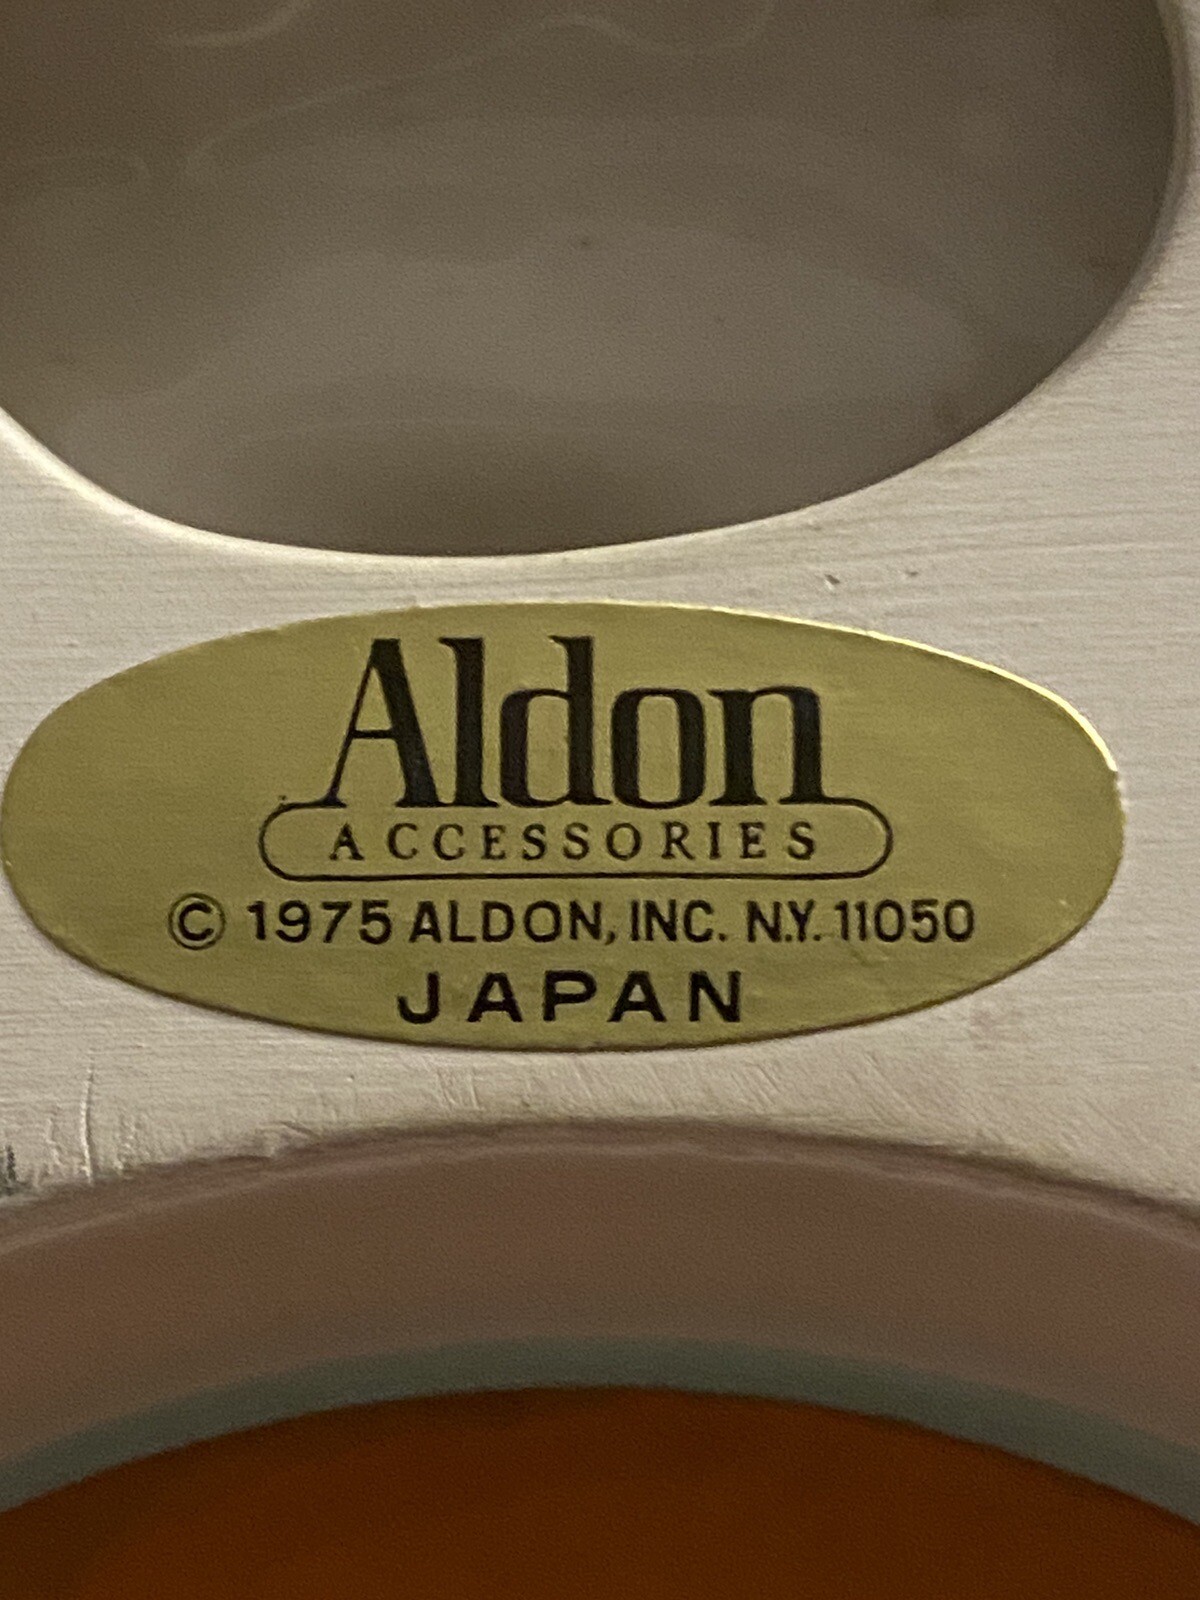 Aldon
ACCESSORIES
© 1975 ALDON, INC. N.Y. 11050
JAPAN